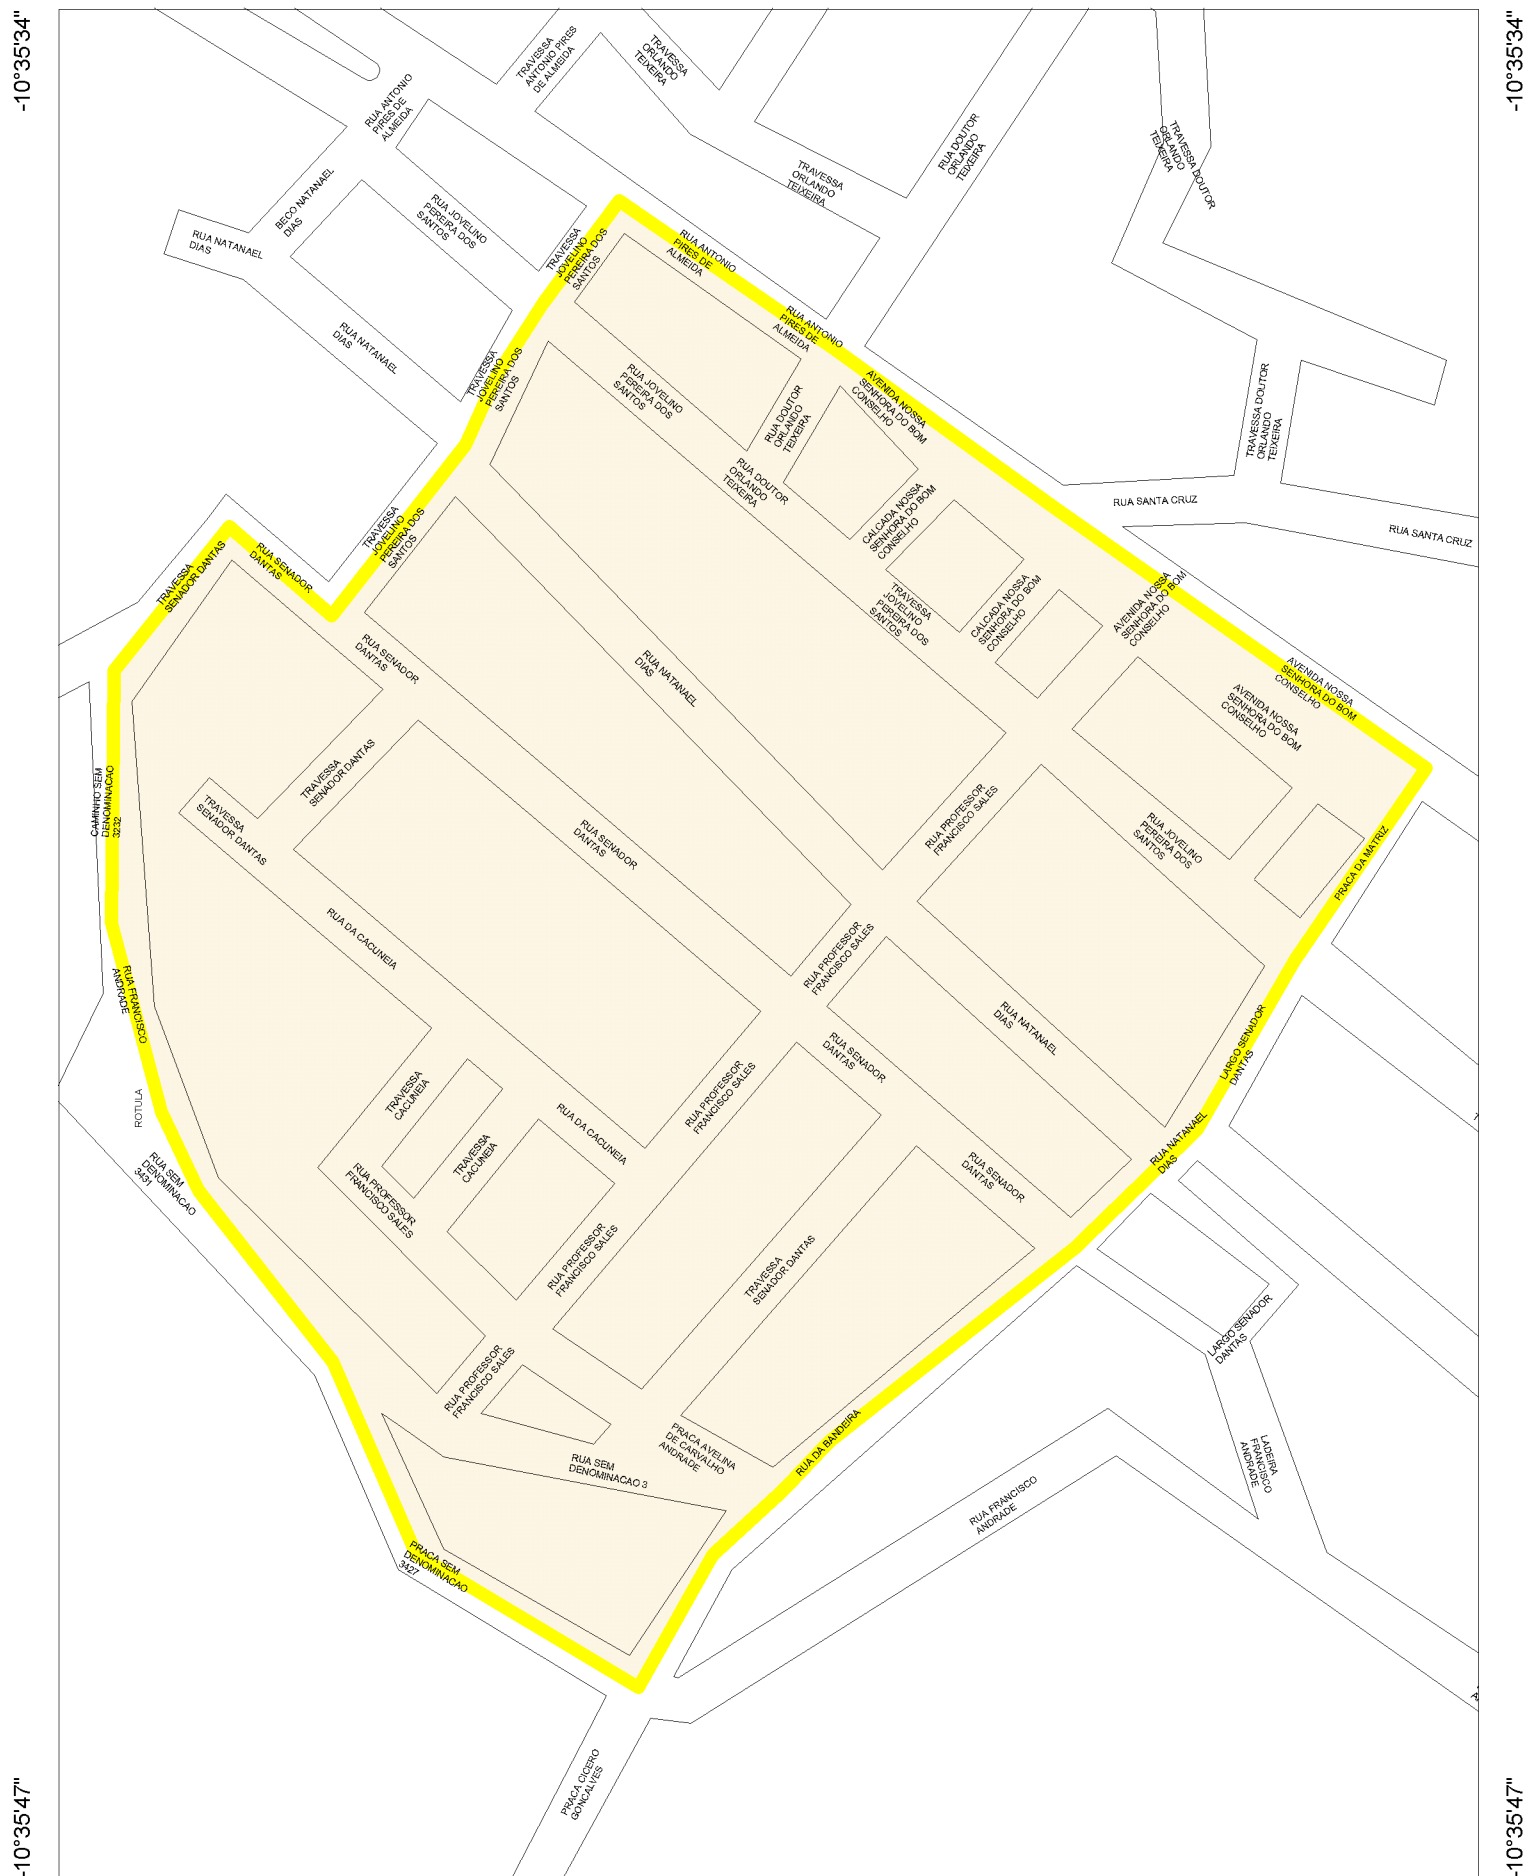 -10°35'34"
-10°35'34"
TRAVESSA
ANTONIO PIRES
DE ALMEIDA
TRAVESSA
ORLANDO
TEIXEIRA
RUA ANTONIO
PIRES DE
ALMEIDA
RUA DOUTOR
ORLANDO
TEIXEIRA
TRAVESSA DOUTOR
ORLANDO
TEIXEIRA
TRAVESSA
ORLANDO
TEIXEIRA
BECO NATANAEL
DIAS
RUA JOVELINO
PEREIRA DOS
SANTOS
RUA NATANAEL
DIAS
TRAVESSA
JOVELINO
PEREIRA DOS
SANTOS
RUA ANTONIO
PIRES DE
ALMEIDA
RUA NATANAEL
DIAS
RUA ANTONIO
PIRES DE
ALMEIDA
TRAVESSA
JOVELINO
PEREIRA DOS
SANTOS
RUA JOVELINO
PEREIRA DOS
SANTOS
RUA DOUTOR
ORLANDO
TEIXEIRA
AVENIDA NOSSA
SENHORA DO BOM
CONSELHO
TRAVESSA DOUTOR
ORLANDO
TEIXEIRA
RUA DOUTOR
ORLANDO
TEIXEIRA
RUA SANTA CRUZ
RUA SANTA CRUZ
CALCADA NOSSA
SENHORA DO BOM
CONSELHO
TRAVESSA
JOVELINO
PEREIRA DOS
SANTOS
TRAVESSA
SENADOR DANTAS
RUA SENADOR
DANTAS
TRAVESSA
JOVELINO
PEREIRA DOS
SANTOS
CALCADA NOSSA
SENHORA DO BOM
CONSELHO
AVENIDA NOSSA
SENHORA DO BOM
CONSELHO
RUA SENADOR
DANTAS
RUA NATANAEL
DIAS
AVENIDA NOSSA
SENHORA DO BOM
CONSELHO
AVENIDA NOSSA
SENHORA DO BOM
CONSELHO
CAMINHO SEM
DENOMINACAO
3232
TRAVESSA
SENADOR DANTAS
TRAVESSA
SENADOR DANTAS
RUA SENADOR
DANTAS
RUA PROFESSOR
FRANCISCO SALES
RUA JOVELINO
PEREIRA DOS
SANTOS
PRACA DA MATRIZ
RUA DA CACUNEIA
RUA PROFESSOR
FRANCISCO SALES
RUA FRANCISCO
ANDRADE
RUA NATANAEL
DIAS
RUA SENADOR
DANTAS
LARGO SENADOR
DANTAS
ROTULA
TRAVESSA
CACUNEIA
RUA PROFESSOR
FRANCISCO SALES
RUA DA CACUNEIA
TRAVESSA
CACUNEIA
RUA NATANAEL
DIAS
RUA SEM
DENOMINACAO
3431
RUA PROFESSOR
FRANCISCO SALES
RUA SENADOR
DANTAS
RUA PROFESSOR
FRANCISCO SALES
TRAVESSA
SENADOR DANTAS
LARGO SENADOR
DANTAS
RUA PROFESSOR
FRANCISCO SALES
RUA SEM
DENOMINACAO 3
PRACA AVELINA
DE CARVALHO
ANDRADE
RUA DA BANDEIRA
LADEIRA
FRANCISCO
ANDRADE
RUA FRANCISCO
ANDRADE
PRACA SEM
DENOMINACAO
3427
PRACA CICERO
GONCALVES
-10°35'47"
-10°35'47"